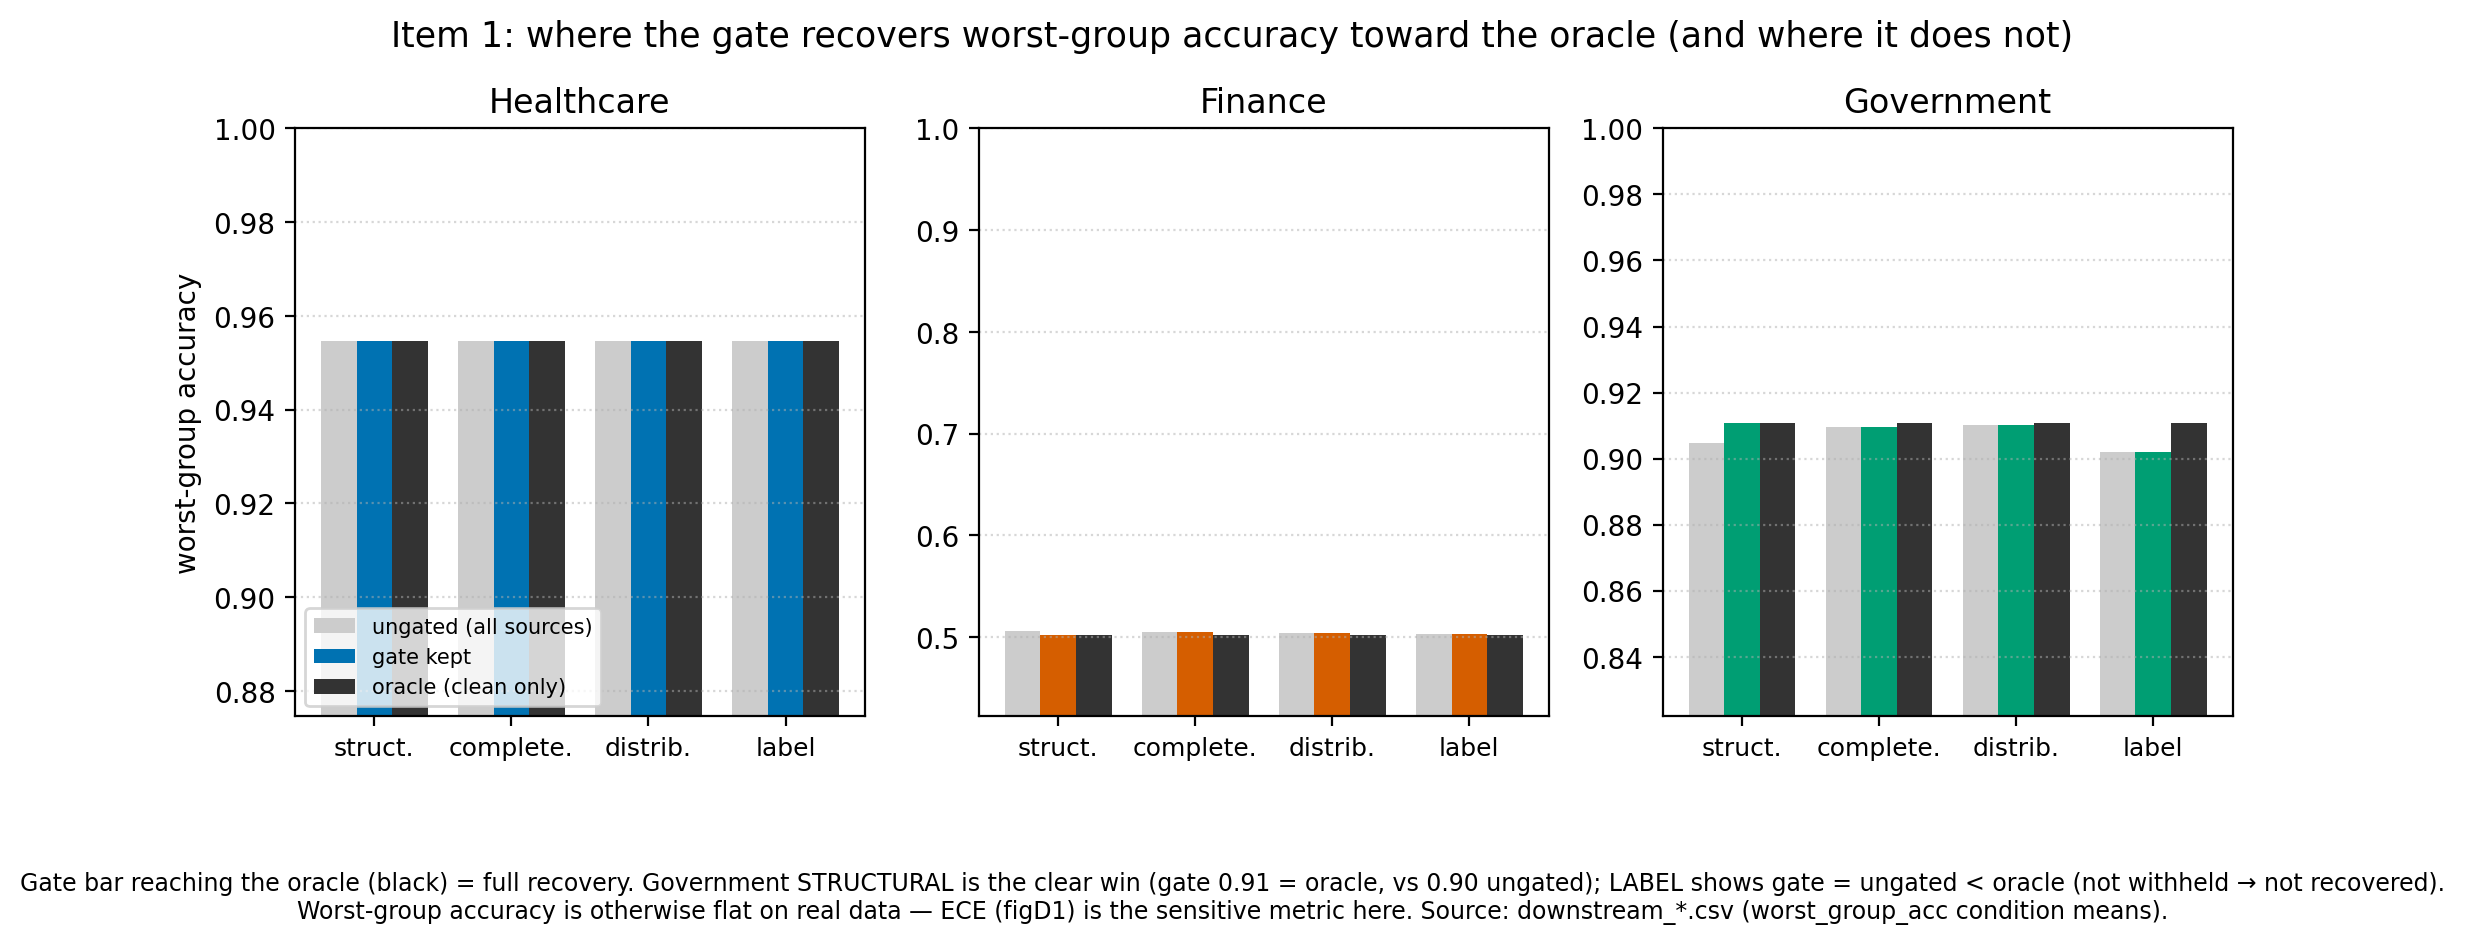 Item 1: where the gate recovers worst-group accuracy toward the oracle (and where it does not)
Healthcare
worst-group accuracy
1.00
0.98
0.96
0.94
0.92
0.90
0.88
ungated (all sources)
gate kept
oracle (clean only)
struct. complete. distrib. label
Finance
1.0
0.9
0.8
0.7
0.6
0.5
struct. complete. distrib. label
Government
1.00
0.98
0.96
0.94
0.92
0.90
0.88
0.86
0.84
struct. complete. distrib. label
Gate bar reaching the oracle (black) = full recovery. Government STRUCTURAL is the clear win (gate 0.91 = oracle, vs 0.90 ungated); LABEL shows gate = ungated < oracle (not withheld → not recovered).
Worst-group accuracy is otherwise flat on real data — ECE (figD1) is the sensitive metric here. Source: downstream_*.csv (worst_group_acc condition means).